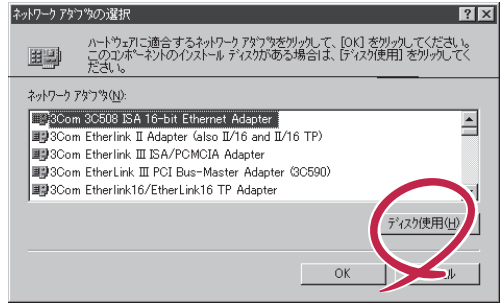 ネットワーク アダプタの選択
ハードウェアに適合するネットワーク アダプタをクリックして、[OK] をクリックしてください。
このコンポーネントのインストール ディスクがある場合は、[ディスク使用] をクリックしてく
ださい。
ネットワーク アダプタ(N):
3Com 3C508 ISA 16-bit Ethernet Adapter
3Com Etherlink II Adapter (also II/16 and II/16 TP)
3Com Etherlink III ISA/PCMCIA Adapter
3Com EtherLink III PCI Bus-Master Adapter (3C590)
3Com Etherlink16/EtherLink16 TP Adapter
ディスク使用(H)
OK